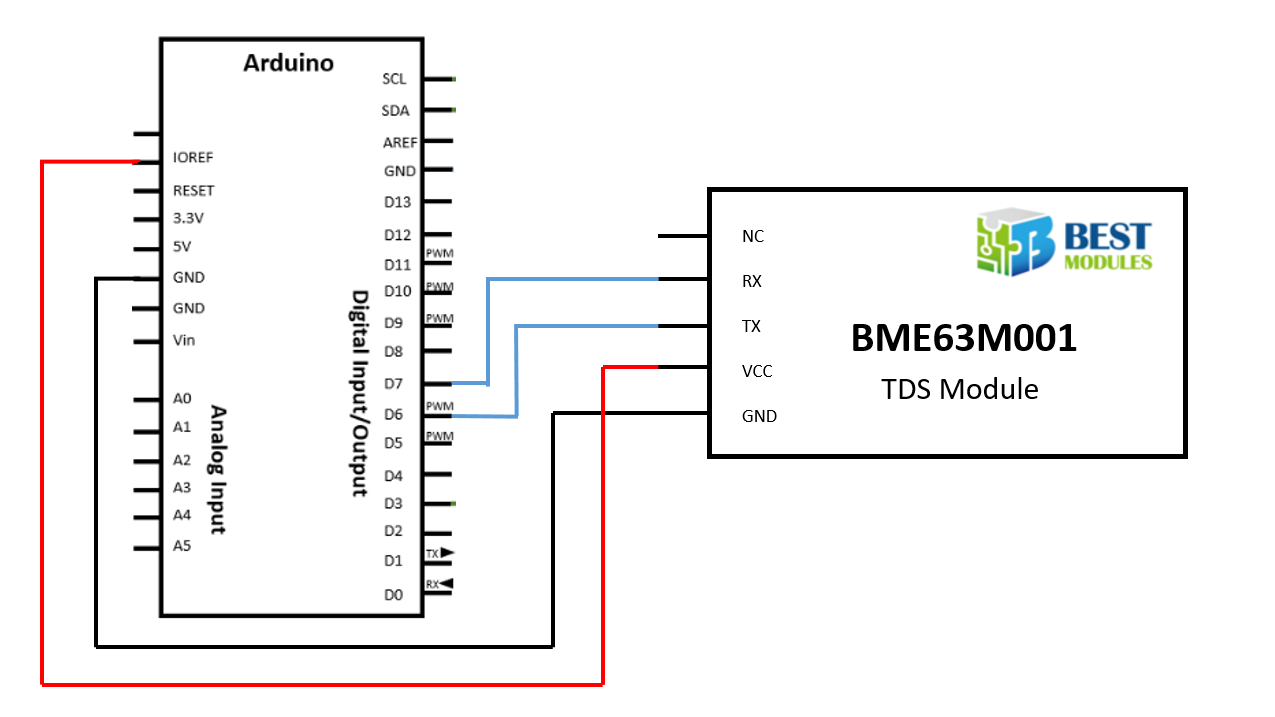 Arduino
IOREF
RESET
3.3V
5V
GND
GND
Vin
A0
A1
A2
A3
A4
A5
Analog Input
Digital Input/Output
SCL
SDA
AREF
GND
D13
D12
PWM
D11
PWM
D10
PWM
D9
D8
D7
PWM
D6
PWM
D5
D4
D3
D2
TX
D1
RX
D0
NC
RX
TX
VCC
GND
BEST
MODULES
BME63M001
TDS Module